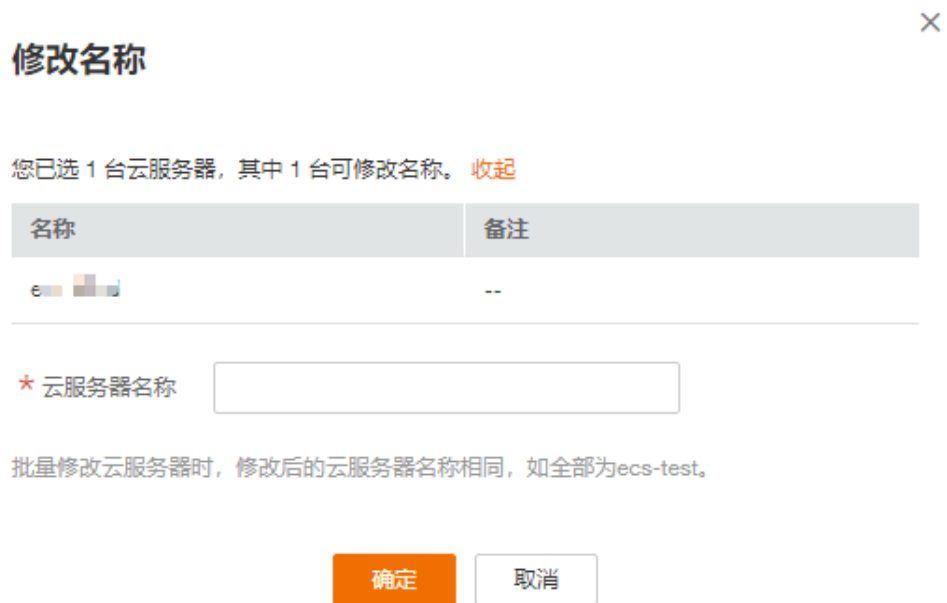 修改名称
您已选 1 台云服务器，其中 1 台可修改名称。 收起
名称 备注
--
* 云服务器名称
批量修改云服务器时，修改后的云服务器名称相同，如全部为ecs-test。
确定 取消